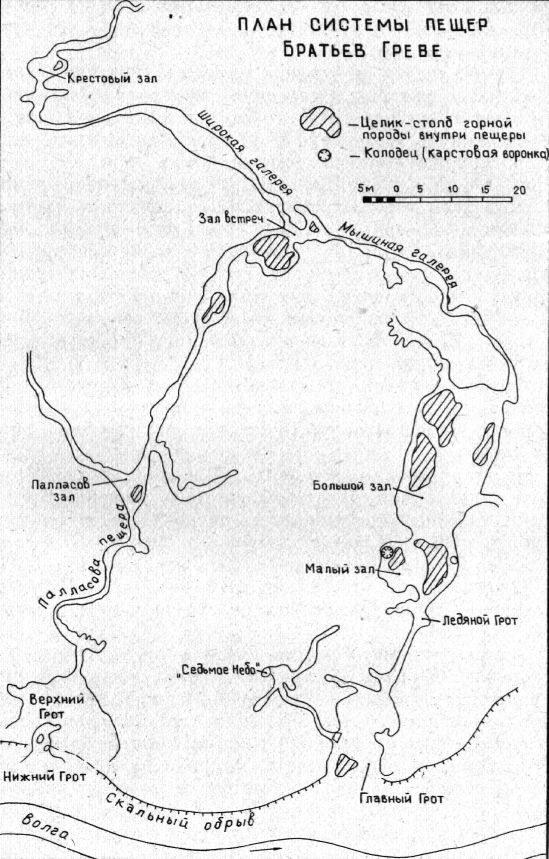 ПЛАН СИСТЕМЫ ПЕЩЕР
БРАТЬЕВ ГРЕВЕ
Крестовый зал
Широкая галерея
– Целик-столб горной
породы внутри пещеры
– Колодец (карстовая воронка)
5м 0 5 10 15 20
Зал встреч
Мышиная галерея
Палласов
зал
Большой зал
Палласова пещера
Малый зал
Ледяной Грот
„Седьмое Небо"
Верхний
Грот
Нижний Грот
Главный Грот
Скальный обрыв
Волга